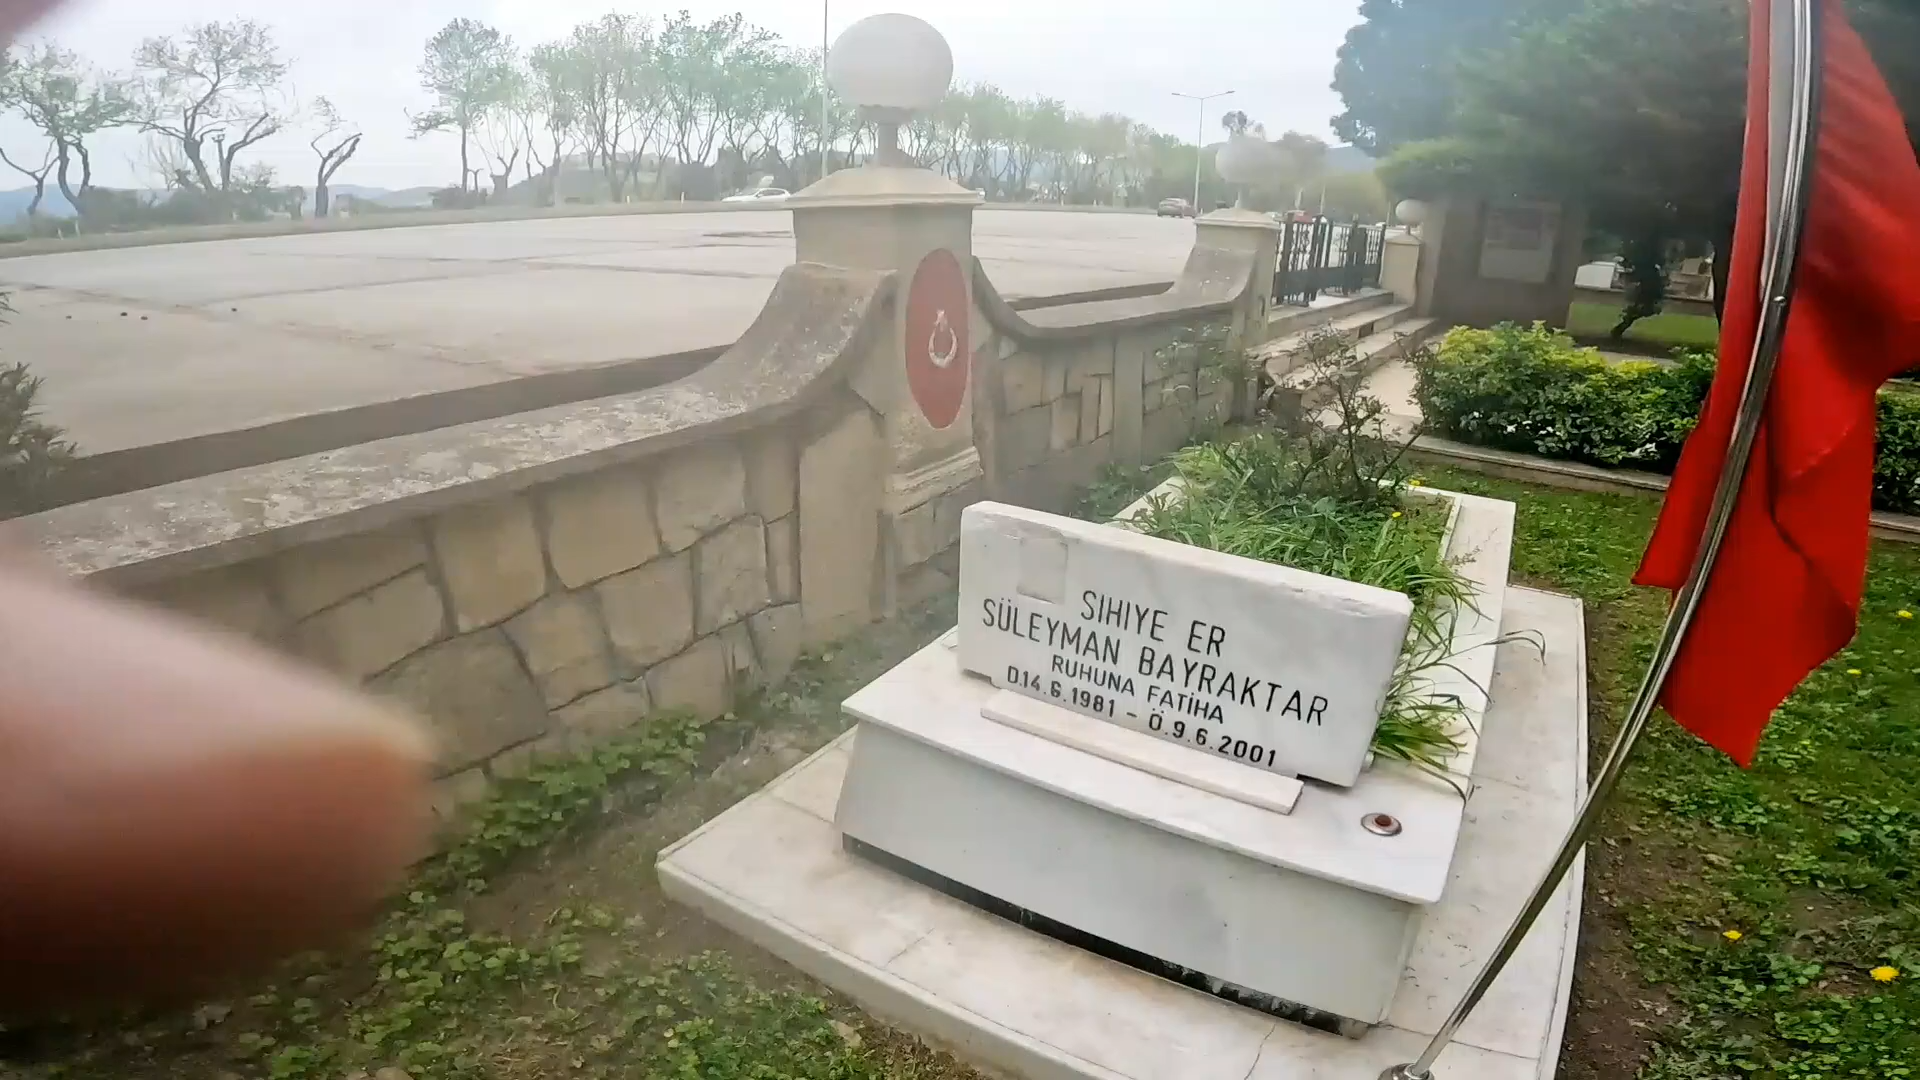 SIHIYE ER
SÜLEYMAN BAYRAKTAR
RUHUNA FATİHA
D.14.6.1981 - Ö.9.6.2001